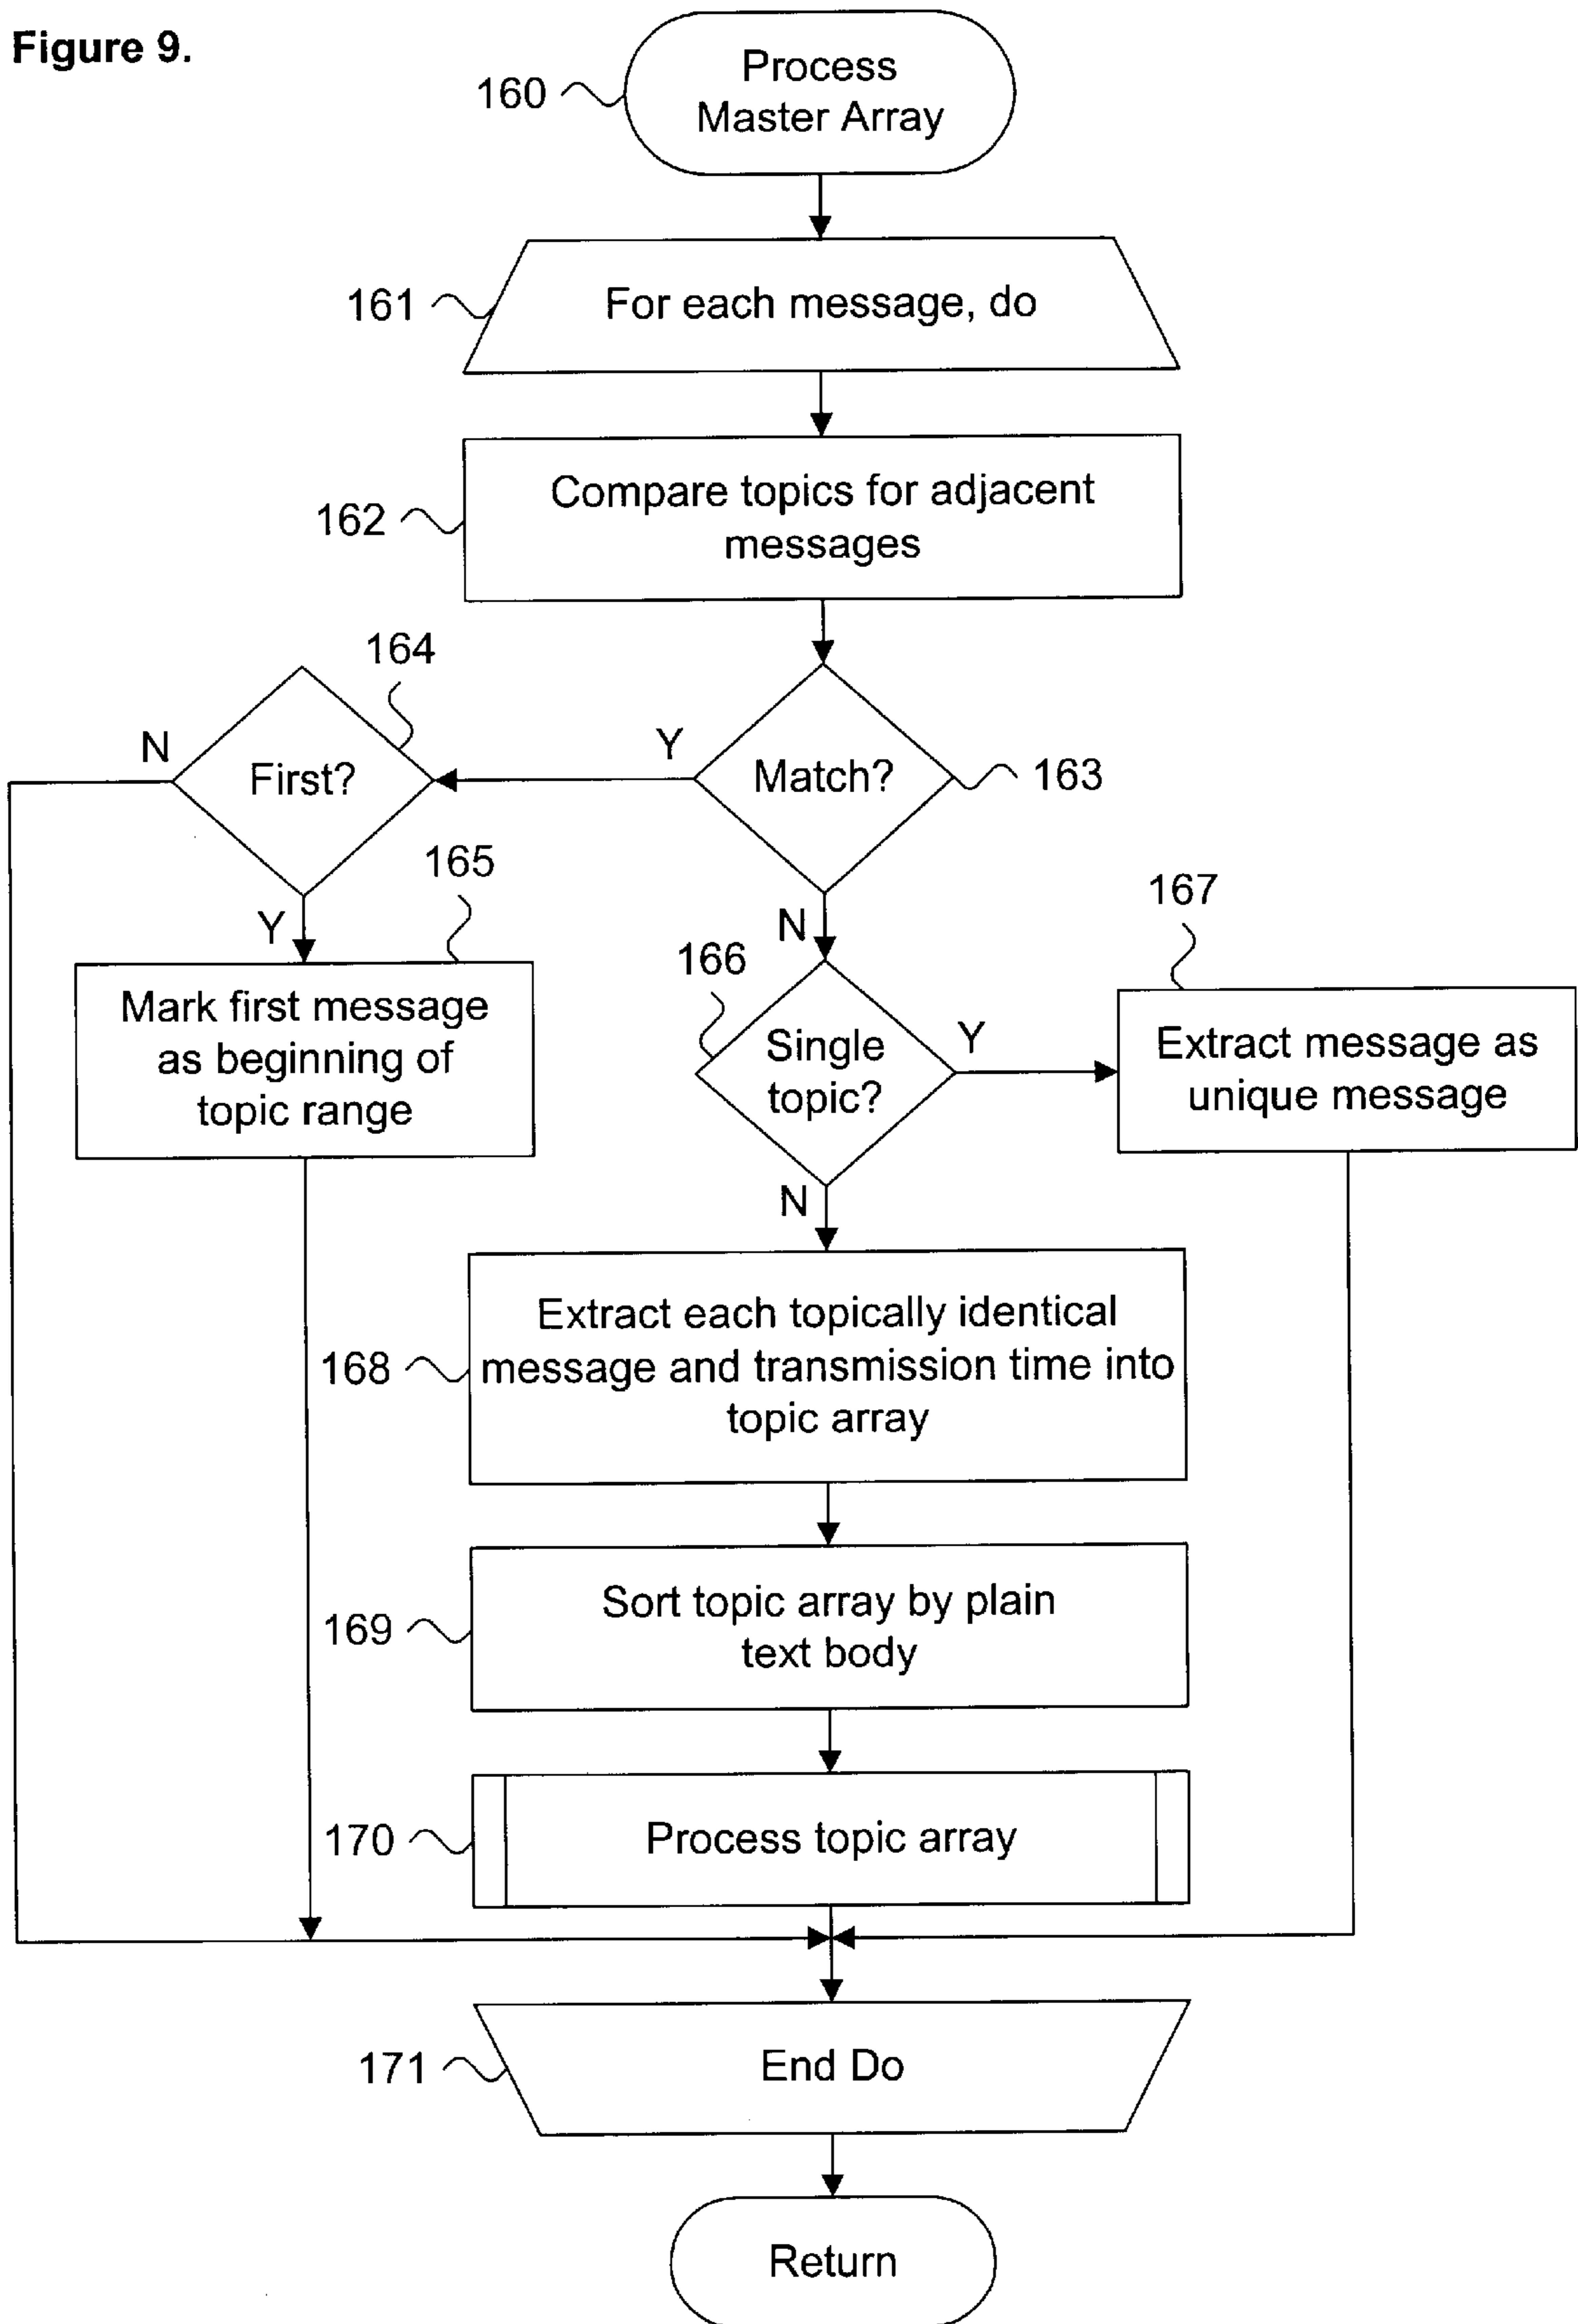 Figure 9.
Process
Master Array
160
For each message, do
161
Compare topics for adjacent
messages
162
164
First?
N
Y
Match?
163
Y
165
Mark first message
as beginning of
topic range
N
166
Single
topic?
Y
167
Extract message as
unique message
N
Extract each topically identical
message and transmission time into
topic array
168
Sort topic array by plain
text body
169
Process topic array
170
End Do
171
Return